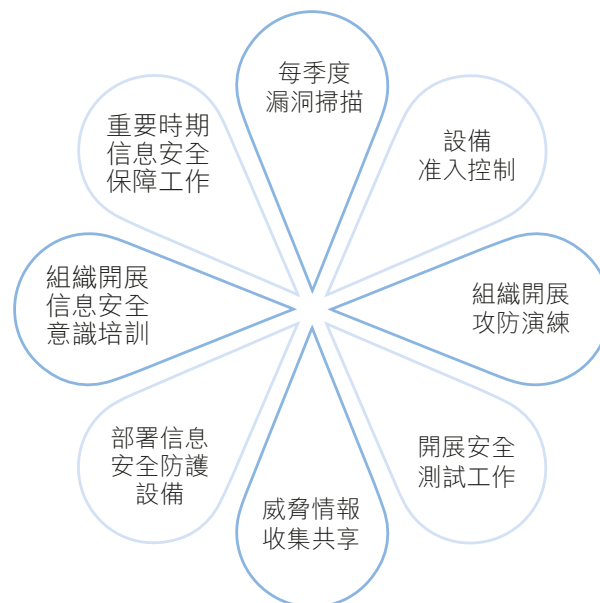 每季度
漏洞掃描
設備
准入控制
組織開展
攻防演練
開展安全
測試工作
威脅情報
收集共享
部署信息
安全防護
設備
組織開展
信息安全
意識培訓
重要時期
信息安全
保障工作